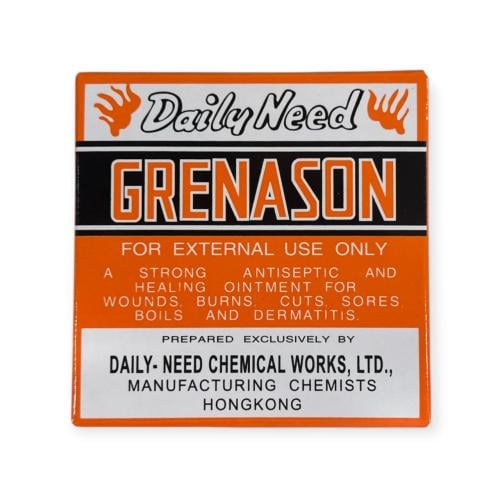 Daily Need
GRENASON
FOR EXTERNAL USE ONLY
A STRONG ANTISEPTIC AND
HEALING OINTMENT FOR
WOUNDS, BURNS, CUTS, SORES,
BOILS AND DERMATITIS.
PREPARED EXCLUSIVELY BY
DAILY- NEED CHEMICAL WORKS, LTD.,
MANUFACTURING CHEMISTS
HONGKONG